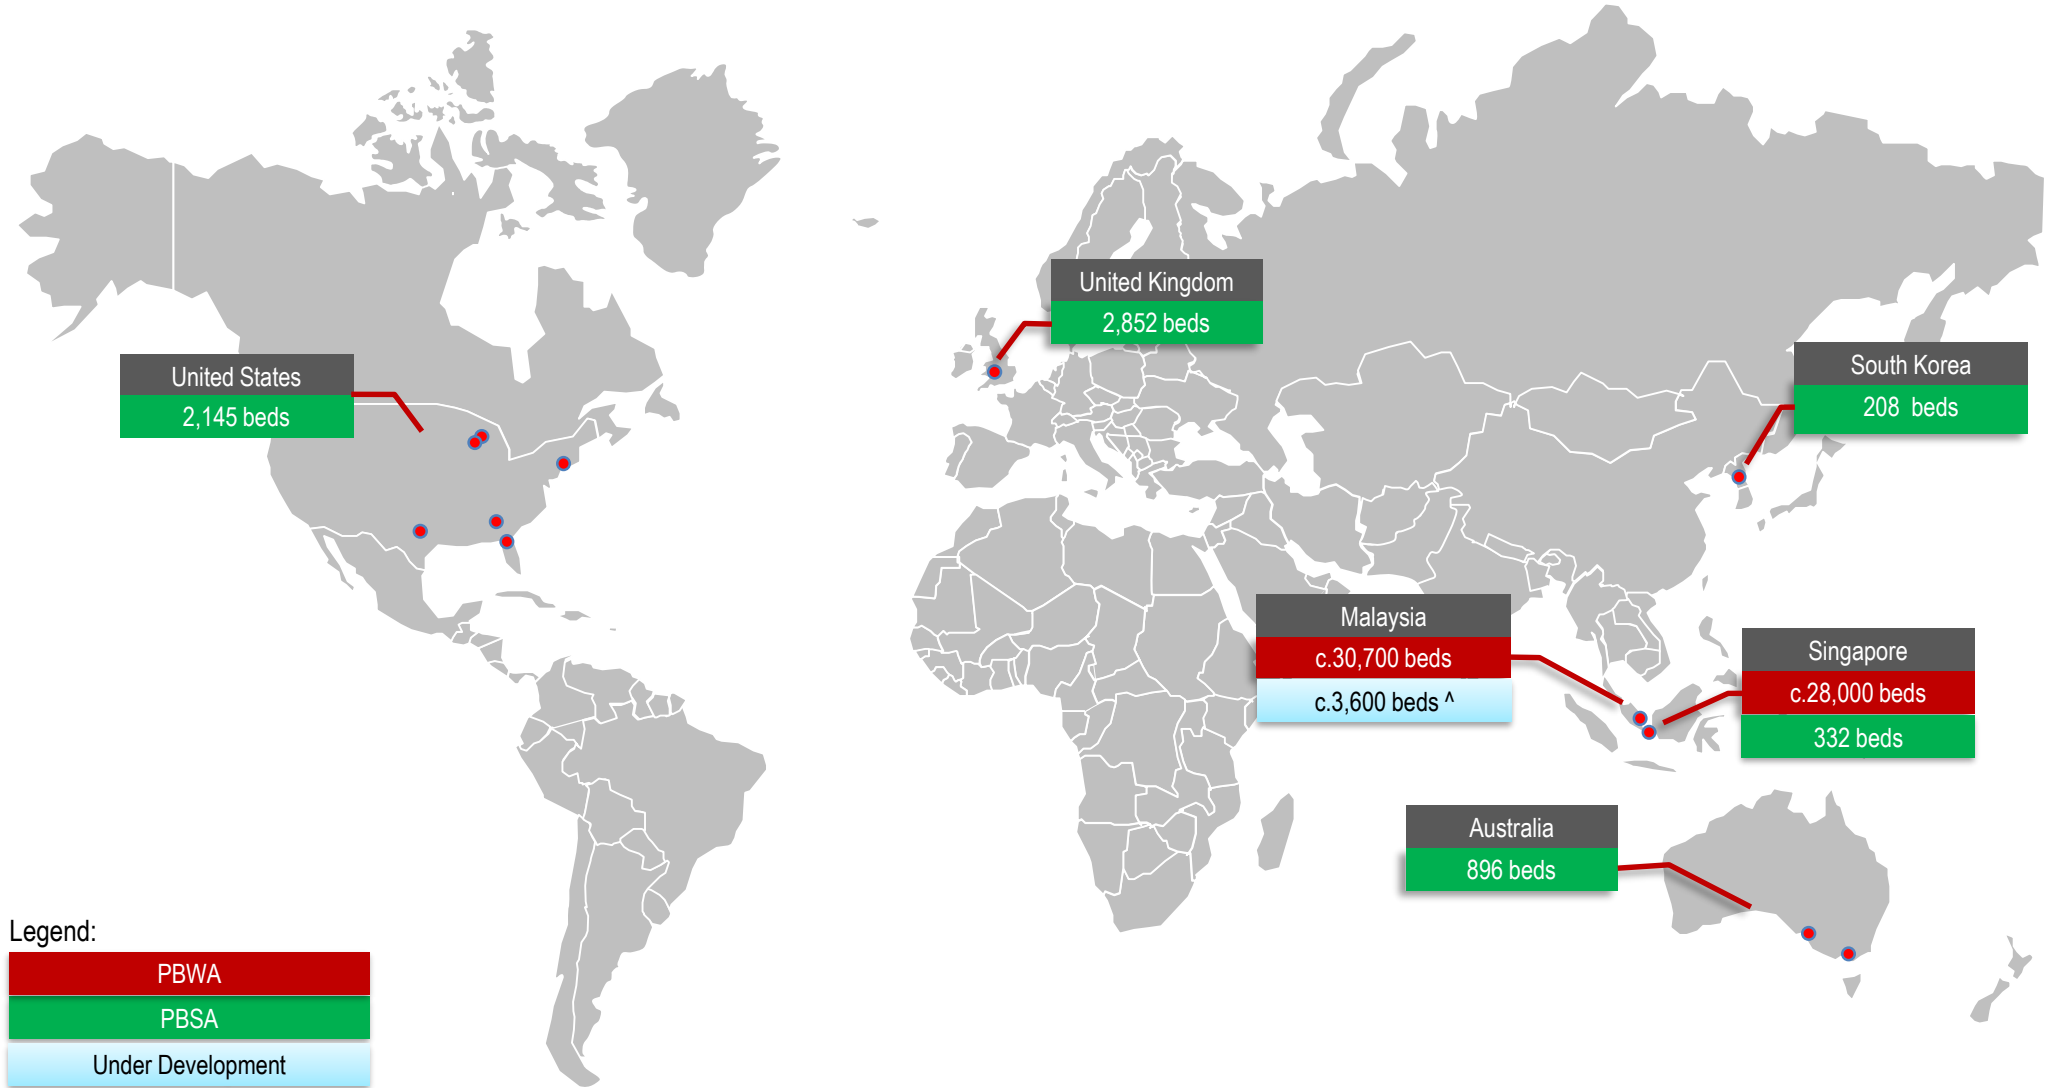 United Kingdom
2,852 beds
United States
2,145 beds
South Korea
208 beds
Malaysia
c.30,700 beds
c.3,600 beds ^
Singapore
c.28,000 beds
332 beds
Australia
896 beds
Legend:
PBWA
PBSA
Under Development